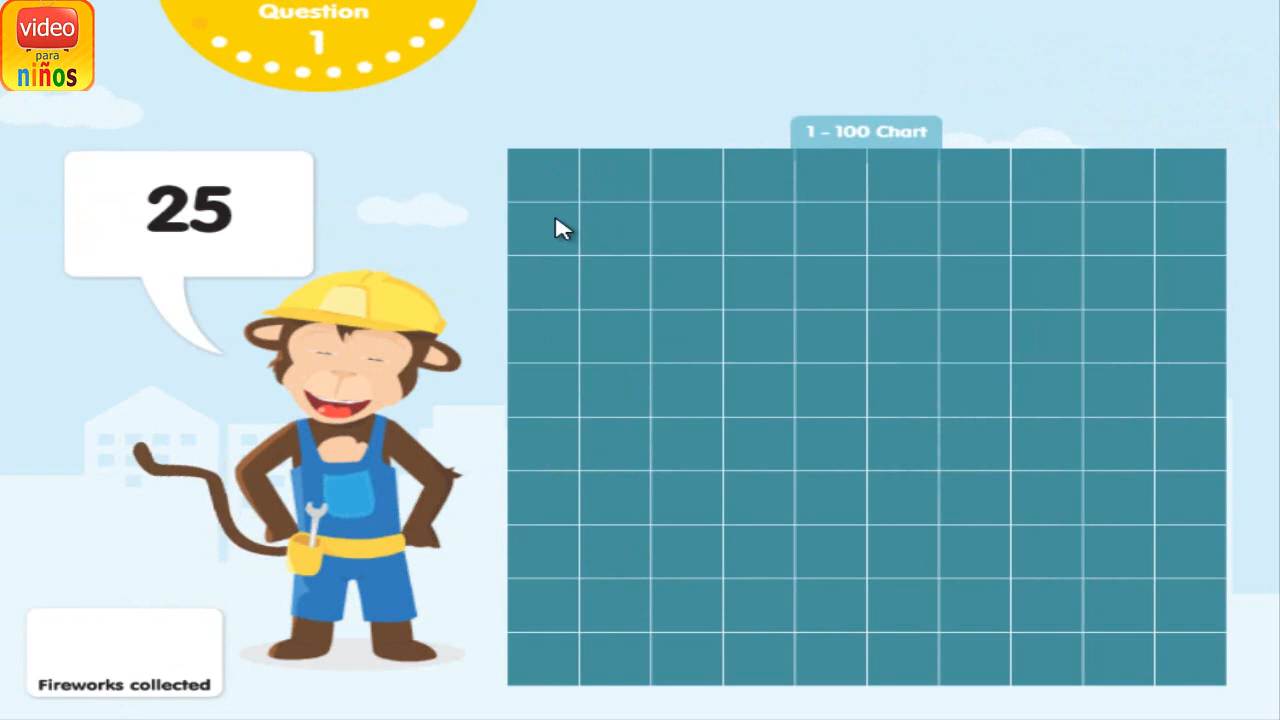 video
para
niños
Question
1
1 - 100 Chart
25
Fireworks collected